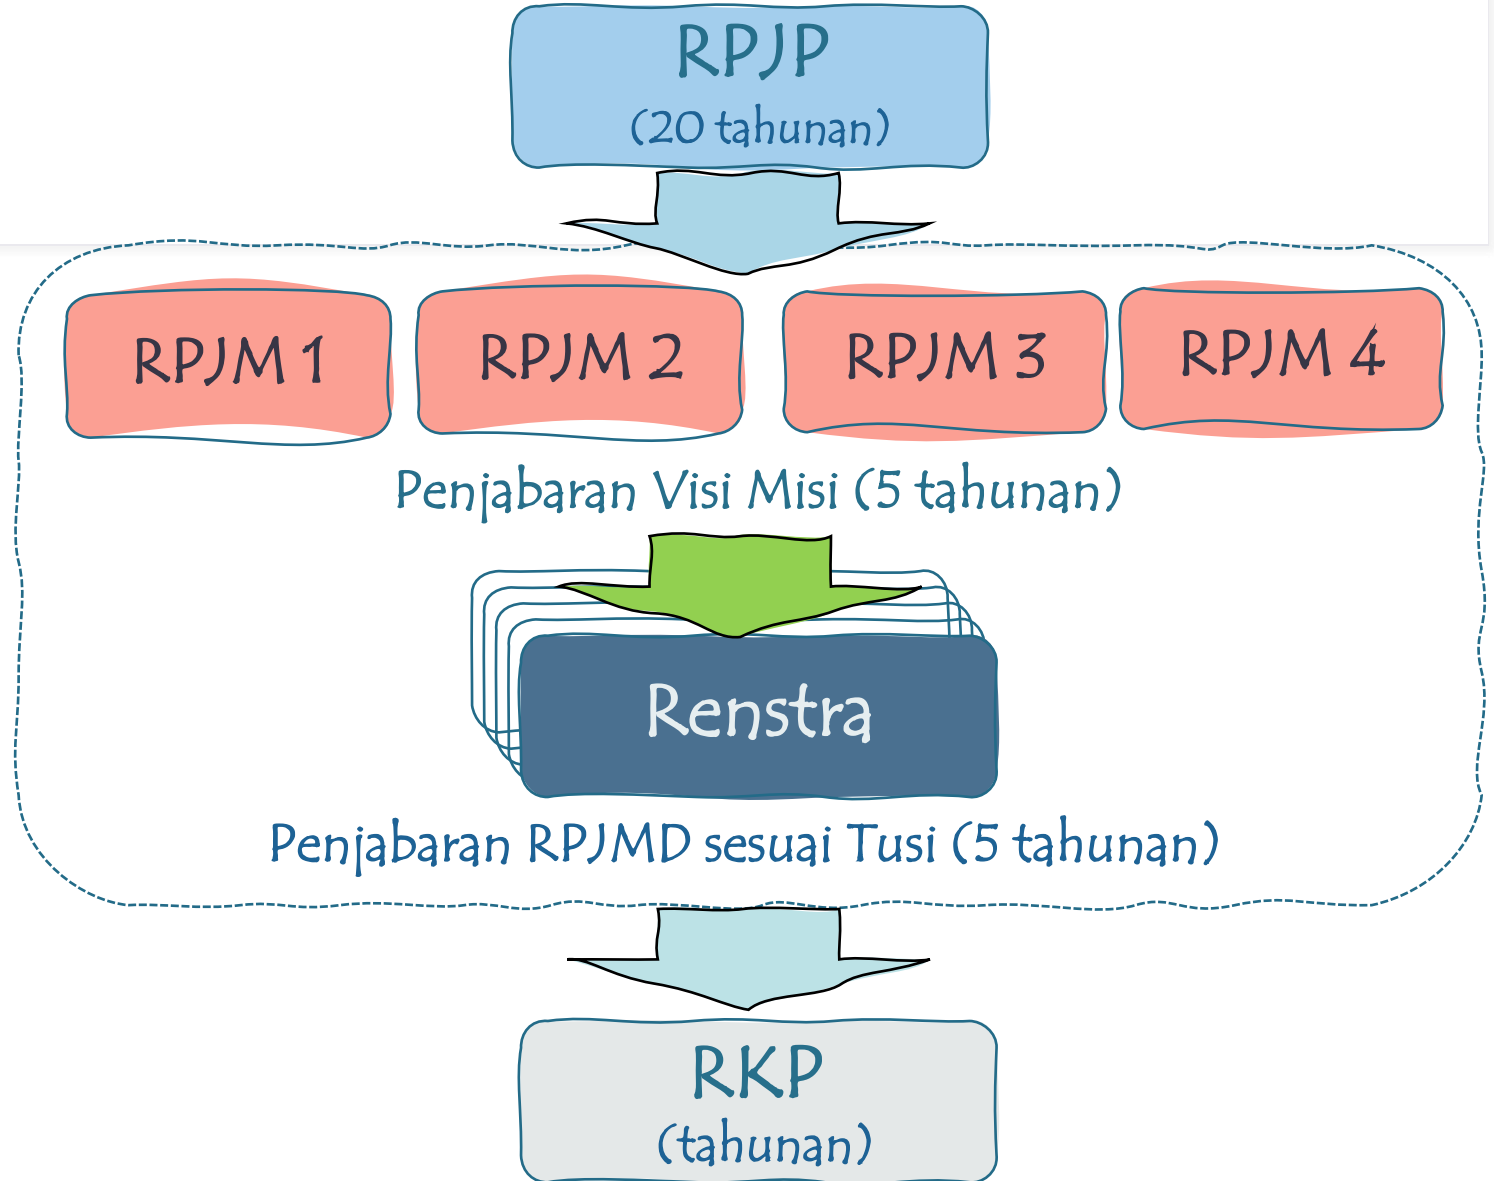 RPJP
(20 tahunan)
RPJM 1
RPJM 2
RPJM 3
RPJM 4
Penjabaran Visi Misi (5 tahunan)
Renstra
Penjabaran RPJMD sesuai Tusi (5 tahunan)
RKP
(tahunan)